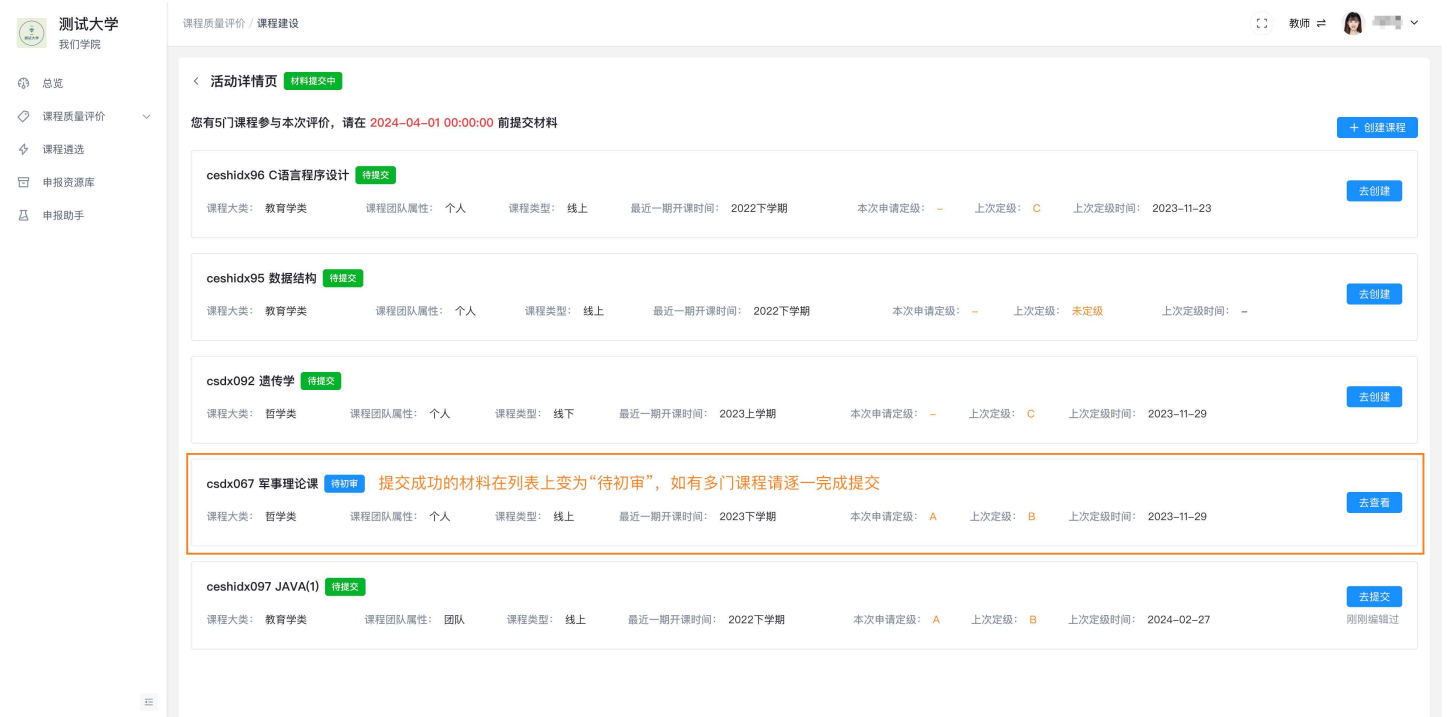 测试大学
我们学院
总览
课程质量评价
课程遴选
申报资源库
申报助手
课程质量评价 / 课程建设
教师
活动详情页 材料提交中
您有5门课程参与本次评价，请在 2024-04-01 00:00:00 前提交材料
+ 创建课程
ceshidx96 C语言程序设计 待提交
课程大类： 教育学类 课程团队属性： 个人 课程类型： 线上 最近一期开课时间： 2022下学期 本次申请定级： - 上次定级： C 上次定级时间： 2023-11-23
去创建
ceshidx95 数据结构 待提交
课程大类： 教育学类 课程团队属性： 个人 课程类型： 线上 最近一期开课时间： 2022下学期 本次申请定级： - 上次定级： 未定级 上次定级时间： -
去创建
csdx092 遗传学 待提交
课程大类： 哲学类 课程团队属性： 个人 课程类型： 线下 最近一期开课时间： 2023上学期 本次申请定级： - 上次定级： C 上次定级时间： 2023-11-29
去创建
csdx067 军事理论课 待初审 提交成功的材料在列表上变为“待初审”，如有多门课程请逐一完成提交
课程大类： 哲学类 课程团队属性： 个人 课程类型： 线上 最近一期开课时间： 2023下学期 本次申请定级： A 上次定级： B 上次定级时间： 2023-11-29
去查看
ceshidx097 JAVA(1) 待提交
课程大类： 教育学类 课程团队属性： 团队 课程类型： 线上 最近一期开课时间： 2022下学期 本次申请定级： A 上次定级： B 上次定级时间： 2024-02-27
去提交
刚刚编辑过